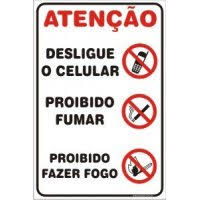 ATENÇÃO
DESLIGUE
O CELULAR
PROIBIDO
FUMAR
PROIBIDO
FAZER FOGO